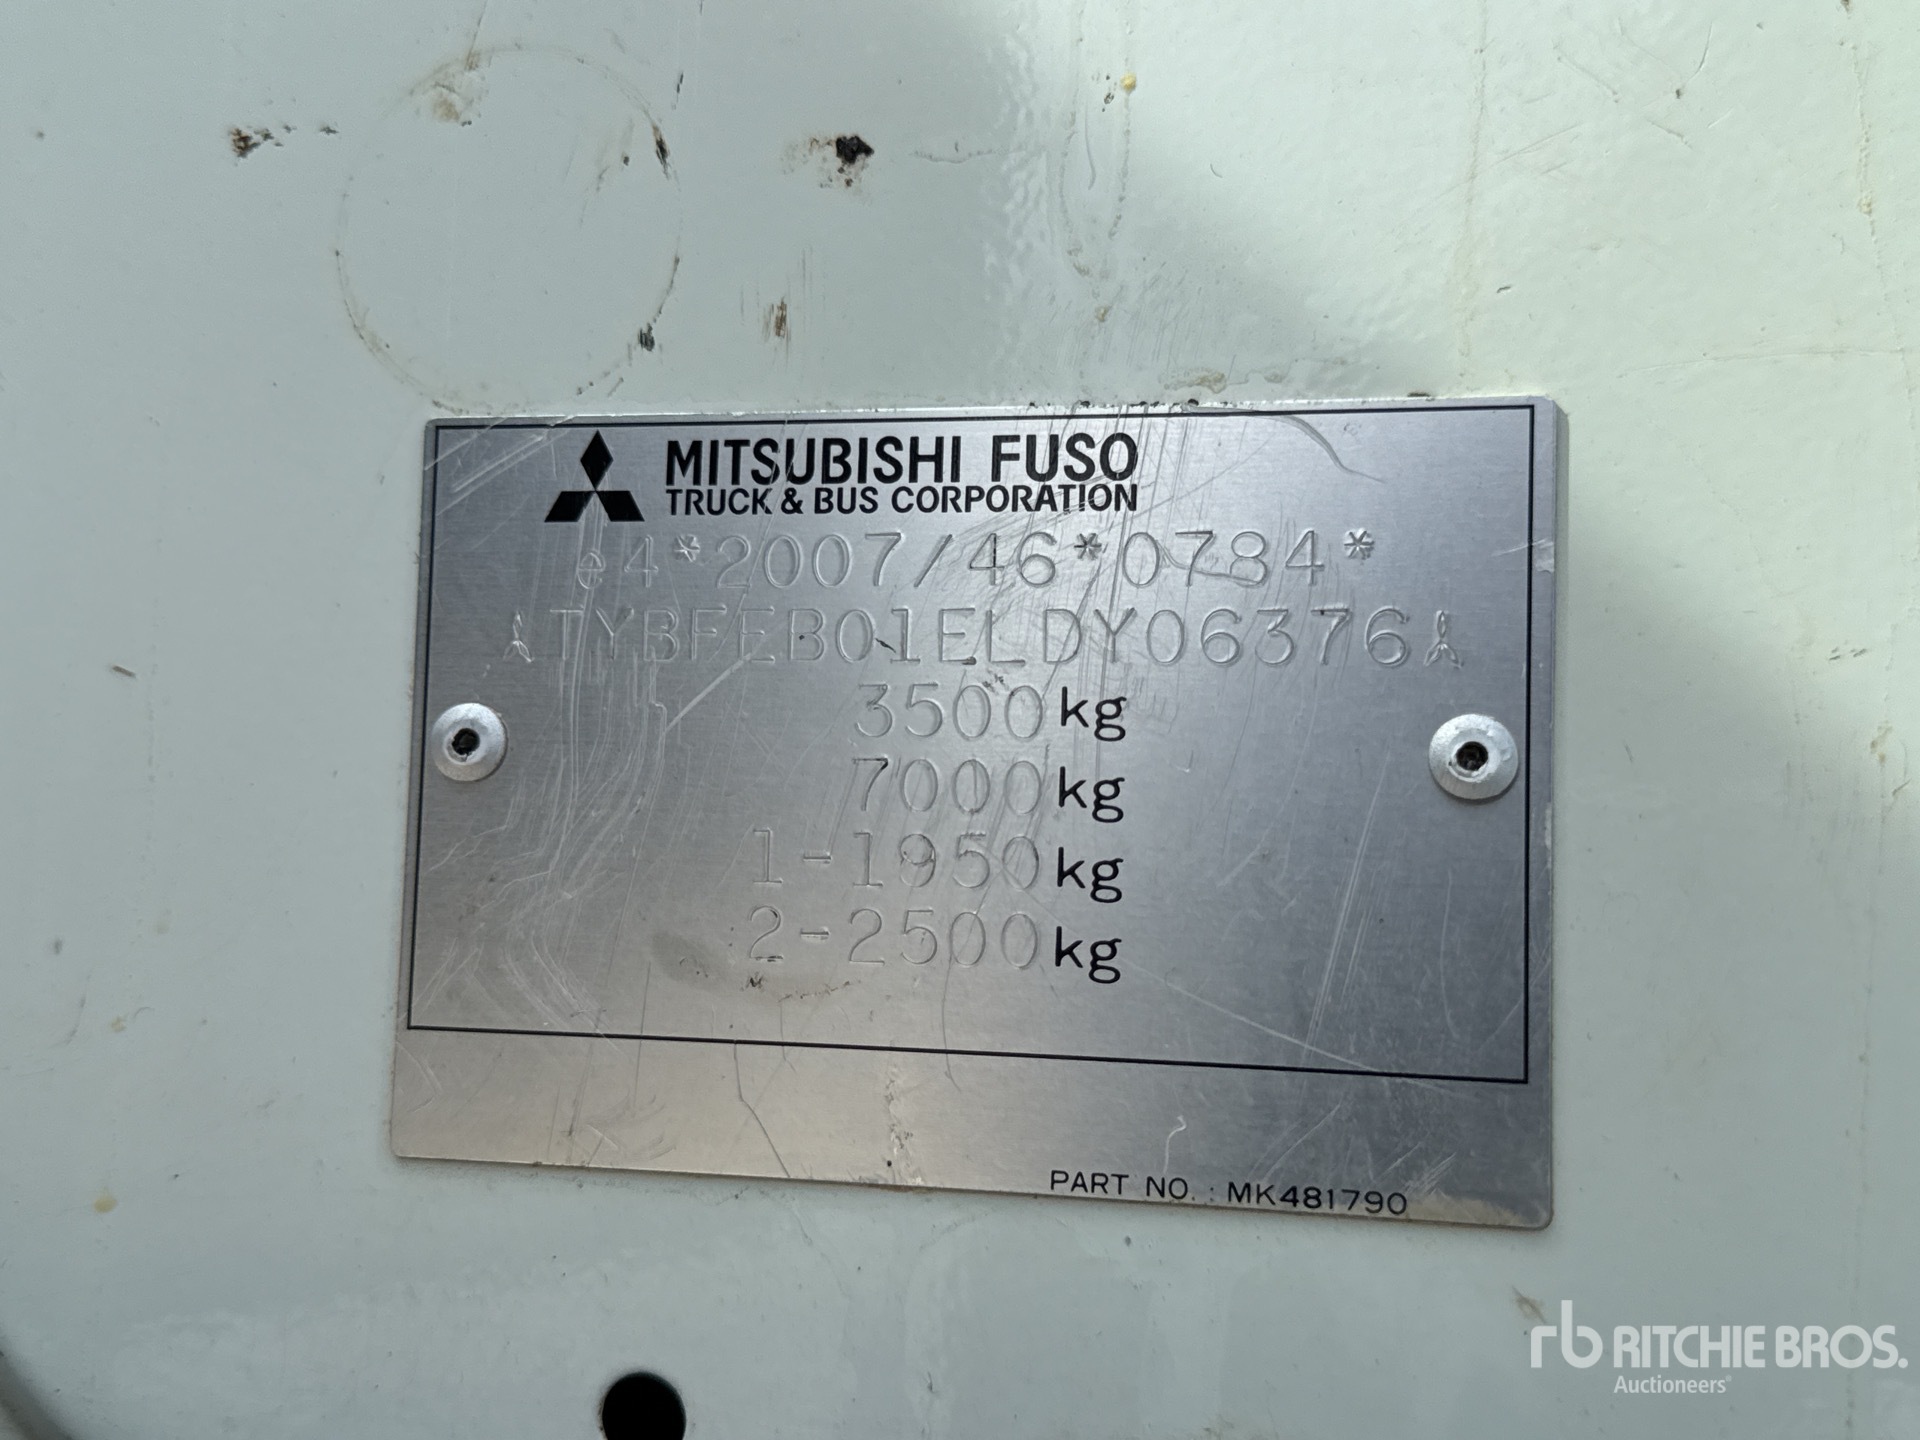 MITSUBISHI FUSO
TRUCK & BUS CORPORATION
e4*2007/46*0784*
TYBFEB01ELDY06376
3500kg
7000kg
1-1950kg
2-2500kg
PART NO. : MK481790
rb RITCHIE BROS.
Auctioneers